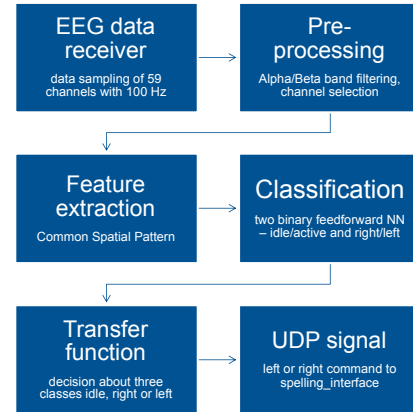 EEG data
receiver
data sampling of 59
channels with 100 Hz
Pre-
processing
Alpha/Beta band filtering,
channel selection
Feature
extraction
Common Spatial Pattern
Classification
two binary feedforward NN
– idle/active and right/left
Transfer
function
decision about three
classes idle, right or left
UDP signal
left or right command to
spelling_interface